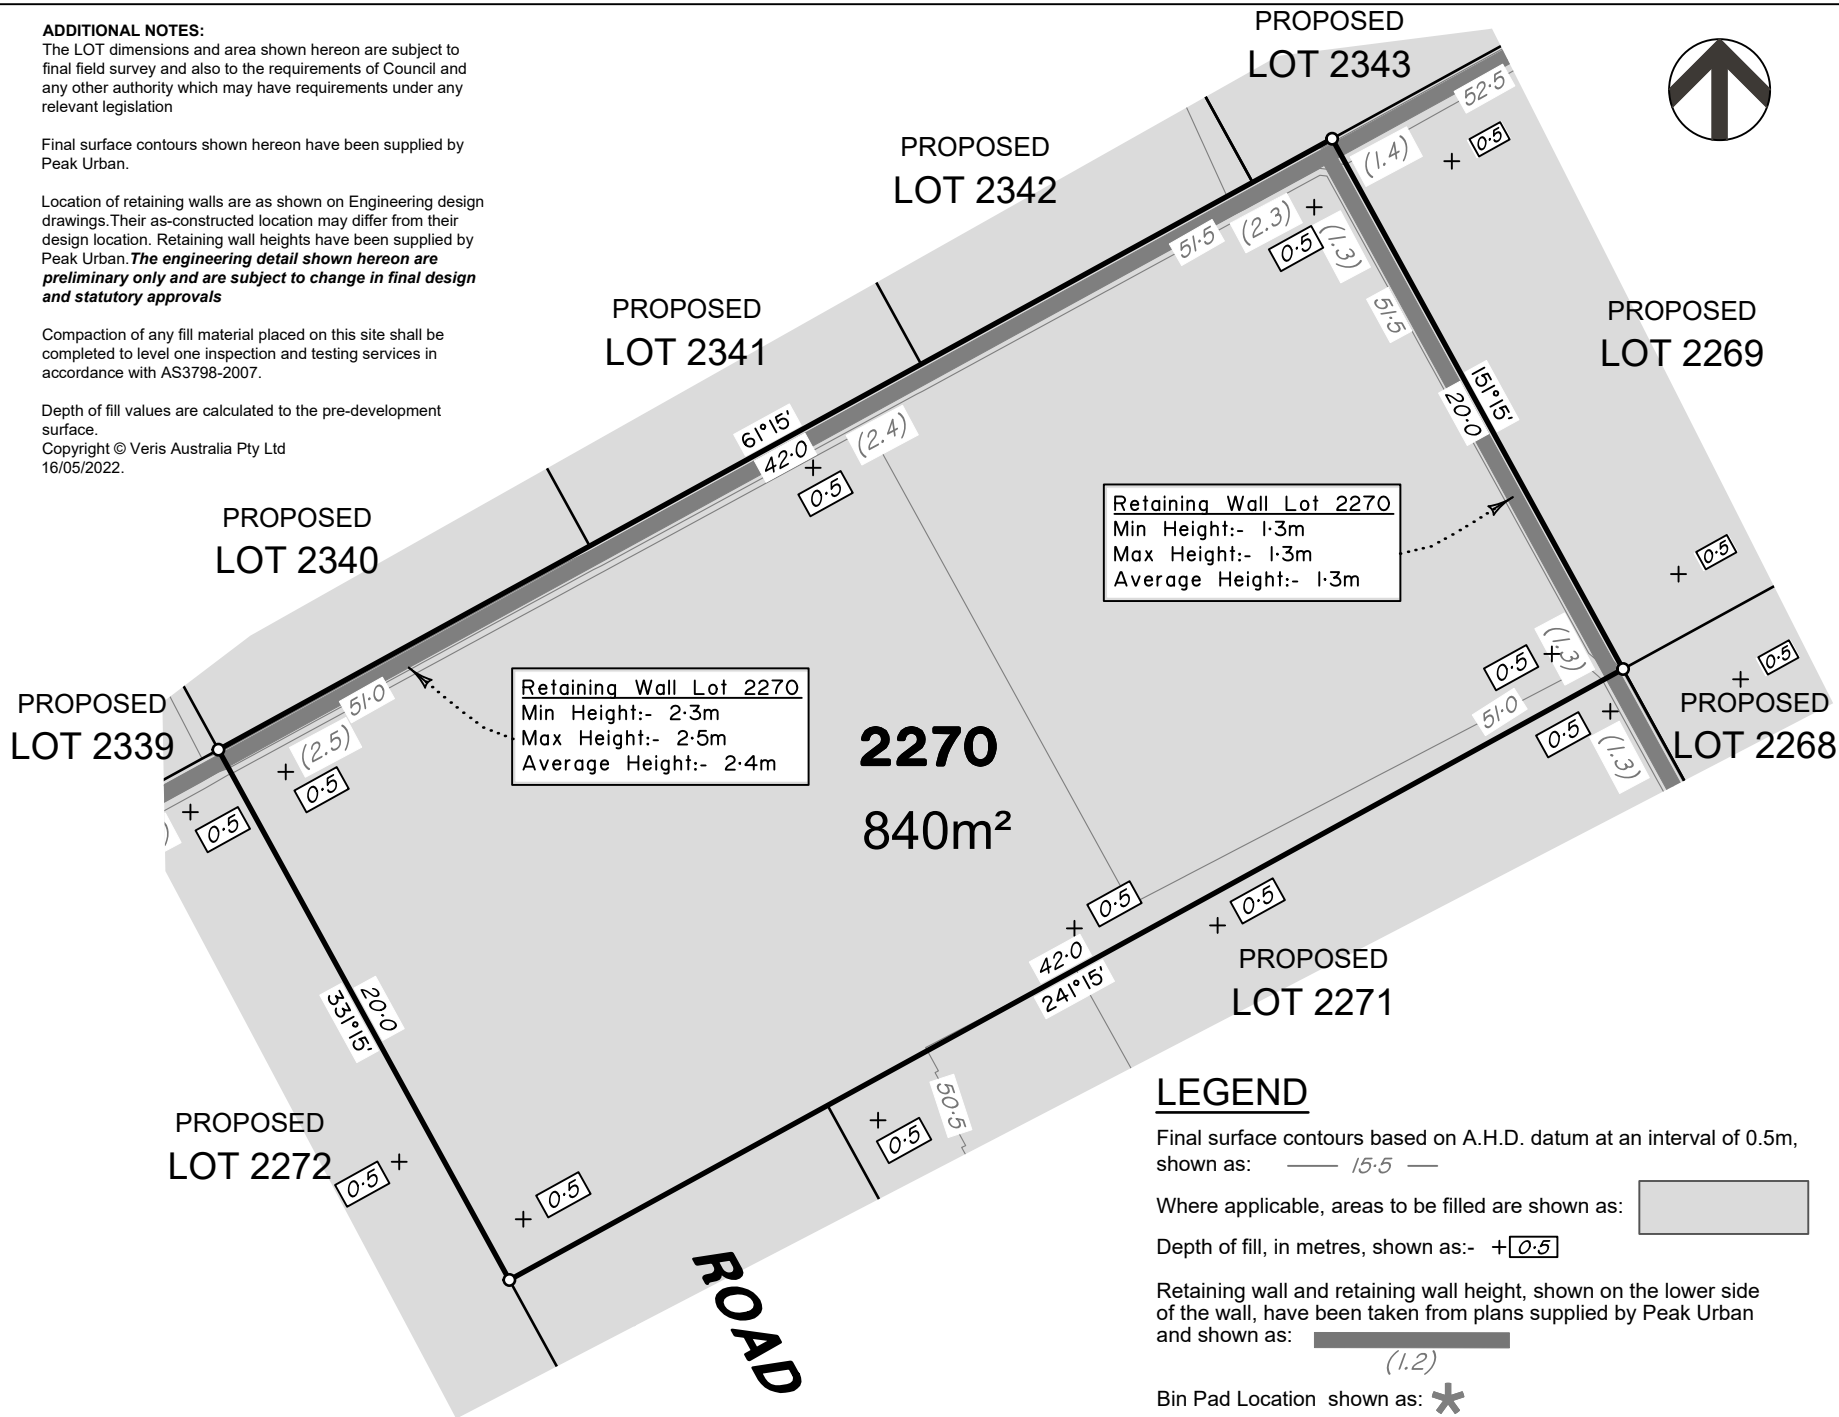 ADDITIONAL NOTES:
The LOT dimensions and area shown hereon are subject to
final field survey and also to the requirements of Council and
any other authority which may have requirements under any
relevant legislation
Final surface contours shown hereon have been supplied by
Peak Urban.
Location of retaining walls are as shown on Engineering design
drawings.Their as-constructed location may differ from their
design location. Retaining wall heights have been supplied by
Peak Urban.The engineering detail shown hereon are
preliminary only and are subject to change in final design
and statutory approvals
Compaction of any fill material placed on this site shall be
completed to level one inspection and testing services in
accordance with AS3798-2007.
Depth of fill values are calculated to the pre-development
surface.
Copyright © Veris Australia Pty Ltd
16/05/2022.
PROPOSED
LOT 2343
52·5
0·5
(1.4)
PROPOSED
LOT 2342
51·5
(2.3)
0·5
(1.3)
51·5
PROPOSED
LOT 2341
PROPOSED
LOT 2269
151°15'
20·0
61°15'
42·0
(2.4)
0·5
PROPOSED
LOT 2340
Retaining Wall Lot 2270
Min Height:- 1·3m
Max Height:- 1·3m
Average Height:- 1·3m
0·5
0·5
(1.3)
0·5
PROPOSED
LOT 2339
51·0
(2.5)
0·5
0·5
Retaining Wall Lot 2270
Min Height:- 2·3m
Max Height:- 2·5m
Average Height:- 2·4m
2270
840m²
51·0
0·5
(1.3)
PROPOSED
LOT 2268
0·5
0·5
42·0
241°15'
PROPOSED
LOT 2271
20·0
331°15'
50·5
0·5
PROPOSED
LOT 2272
0·5
0·5
ROAD
LEGEND
Final surface contours based on A.H.D. datum at an interval of 0.5m,
shown as: 15·5
Where applicable, areas to be filled are shown as:
Depth of fill, in metres, shown as:- +0·5
Retaining wall and retaining wall height, shown on the lower side
of the wall, have been taken from plans supplied by Peak Urban
and shown as:
(1.2)
Bin Pad Location shown as: